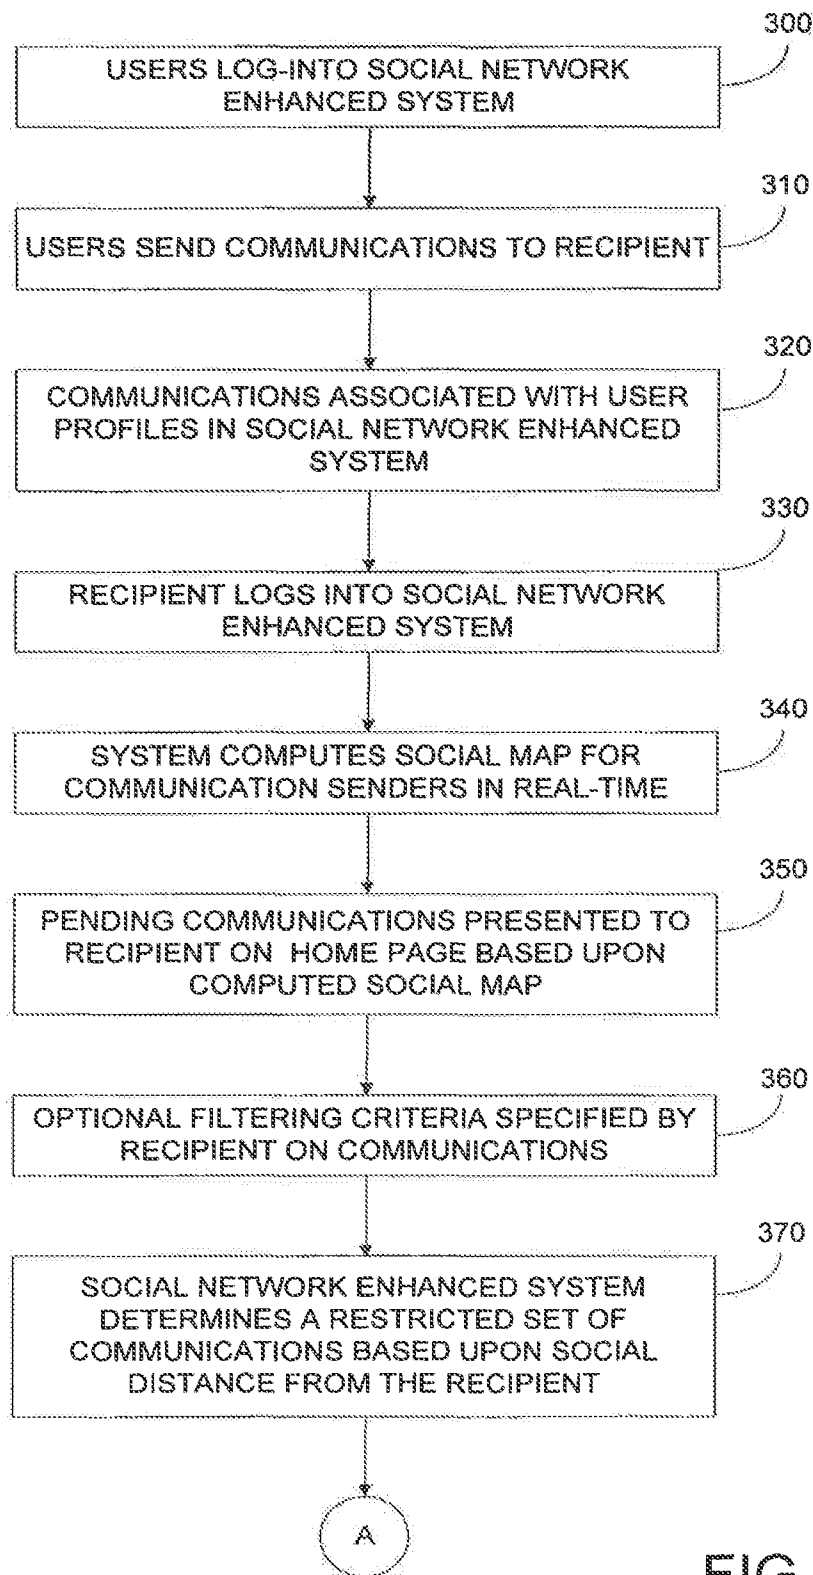 300
USERS LOG-INTO SOCIAL NETWORK
ENHANCED SYSTEM
310
USERS SEND COMMUNICATIONS TO RECIPIENT
320
COMMUNICATIONS ASSOCIATED WITH USER
PROFILES IN SOCIAL NETWORK ENHANCED
SYSTEM
330
RECIPIENT LOGS INTO SOCIAL NETWORK
ENHANCED SYSTEM
340
SYSTEM COMPUTES SOCIAL MAP FOR
COMMUNICATION SENDERS IN REAL-TIME
350
PENDING COMMUNICATIONS PRESENTED TO
RECIPIENT ON HOME PAGE BASED UPON
COMPUTED SOCIAL MAP
360
OPTIONAL FILTERING CRITERIA SPECIFIED BY
RECIPIENT ON COMMUNICATIONS
370
SOCIAL NETWORK ENHANCED SYSTEM
DETERMINES A RESTRICTED SET OF
COMMUNICATIONS BASED UPON SOCIAL
DISTANCE FROM THE RECIPIENT
A
FIG